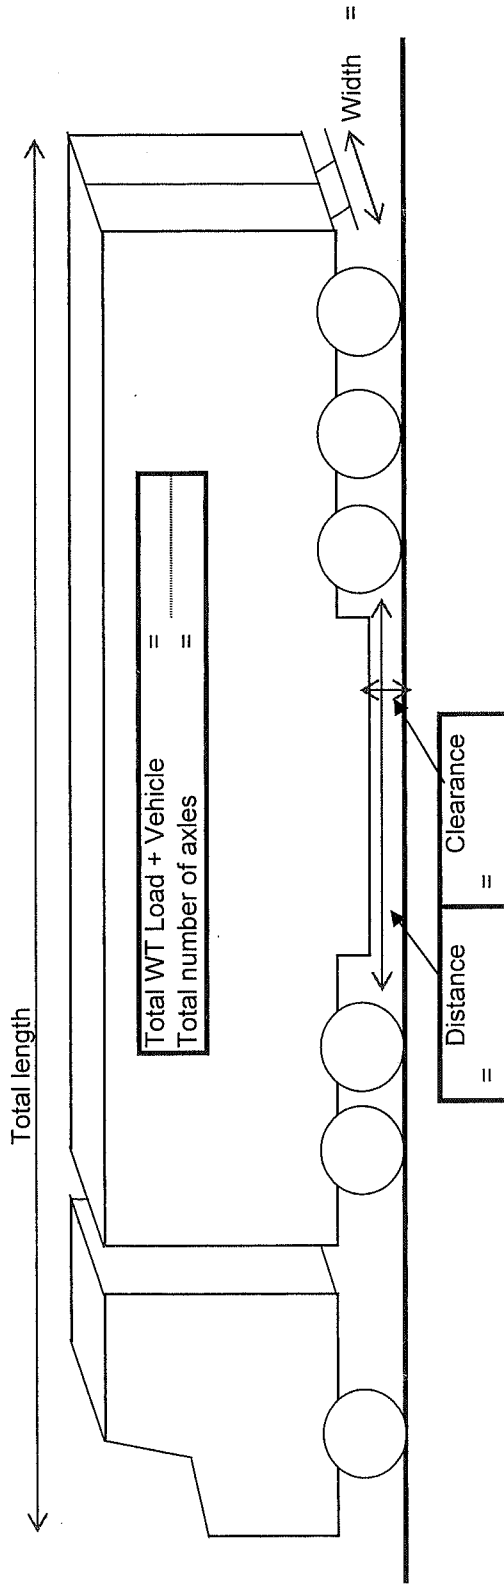 Total length
Total WT Load + Vehicle =
Total number of axles =
Width =
Distance
=
Clearance
=